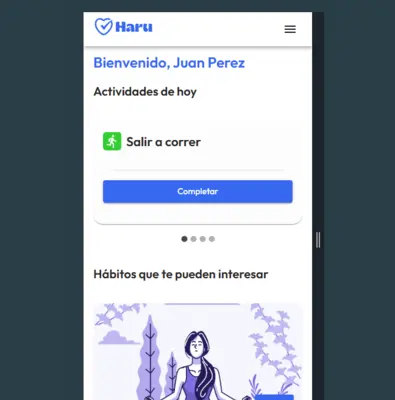 Haru
Bienvenido, Juan Perez
Actividades de hoy
Salir a correr
Completar
Hábitos que te pueden interesar